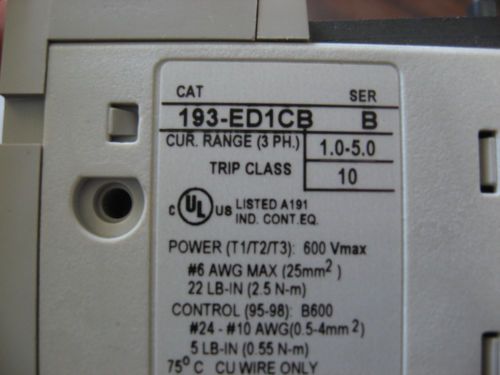 CAT SER
193-ED1CB B
CUR. RANGE (3 PH.) 1.0-5.0
TRIP CLASS 10
c UL US LISTED A191
IND. CONT.EQ.
POWER (T1/T2/T3): 600 Vmax
#6 AWG MAX (25mm²)
22 LB-IN (2.5 N-m)
CONTROL (95-98): B600
#24 - #10 AWG(0.5-4mm²)
5 LB-IN (0.55 N-m)
75° C CU WIRE ONLY